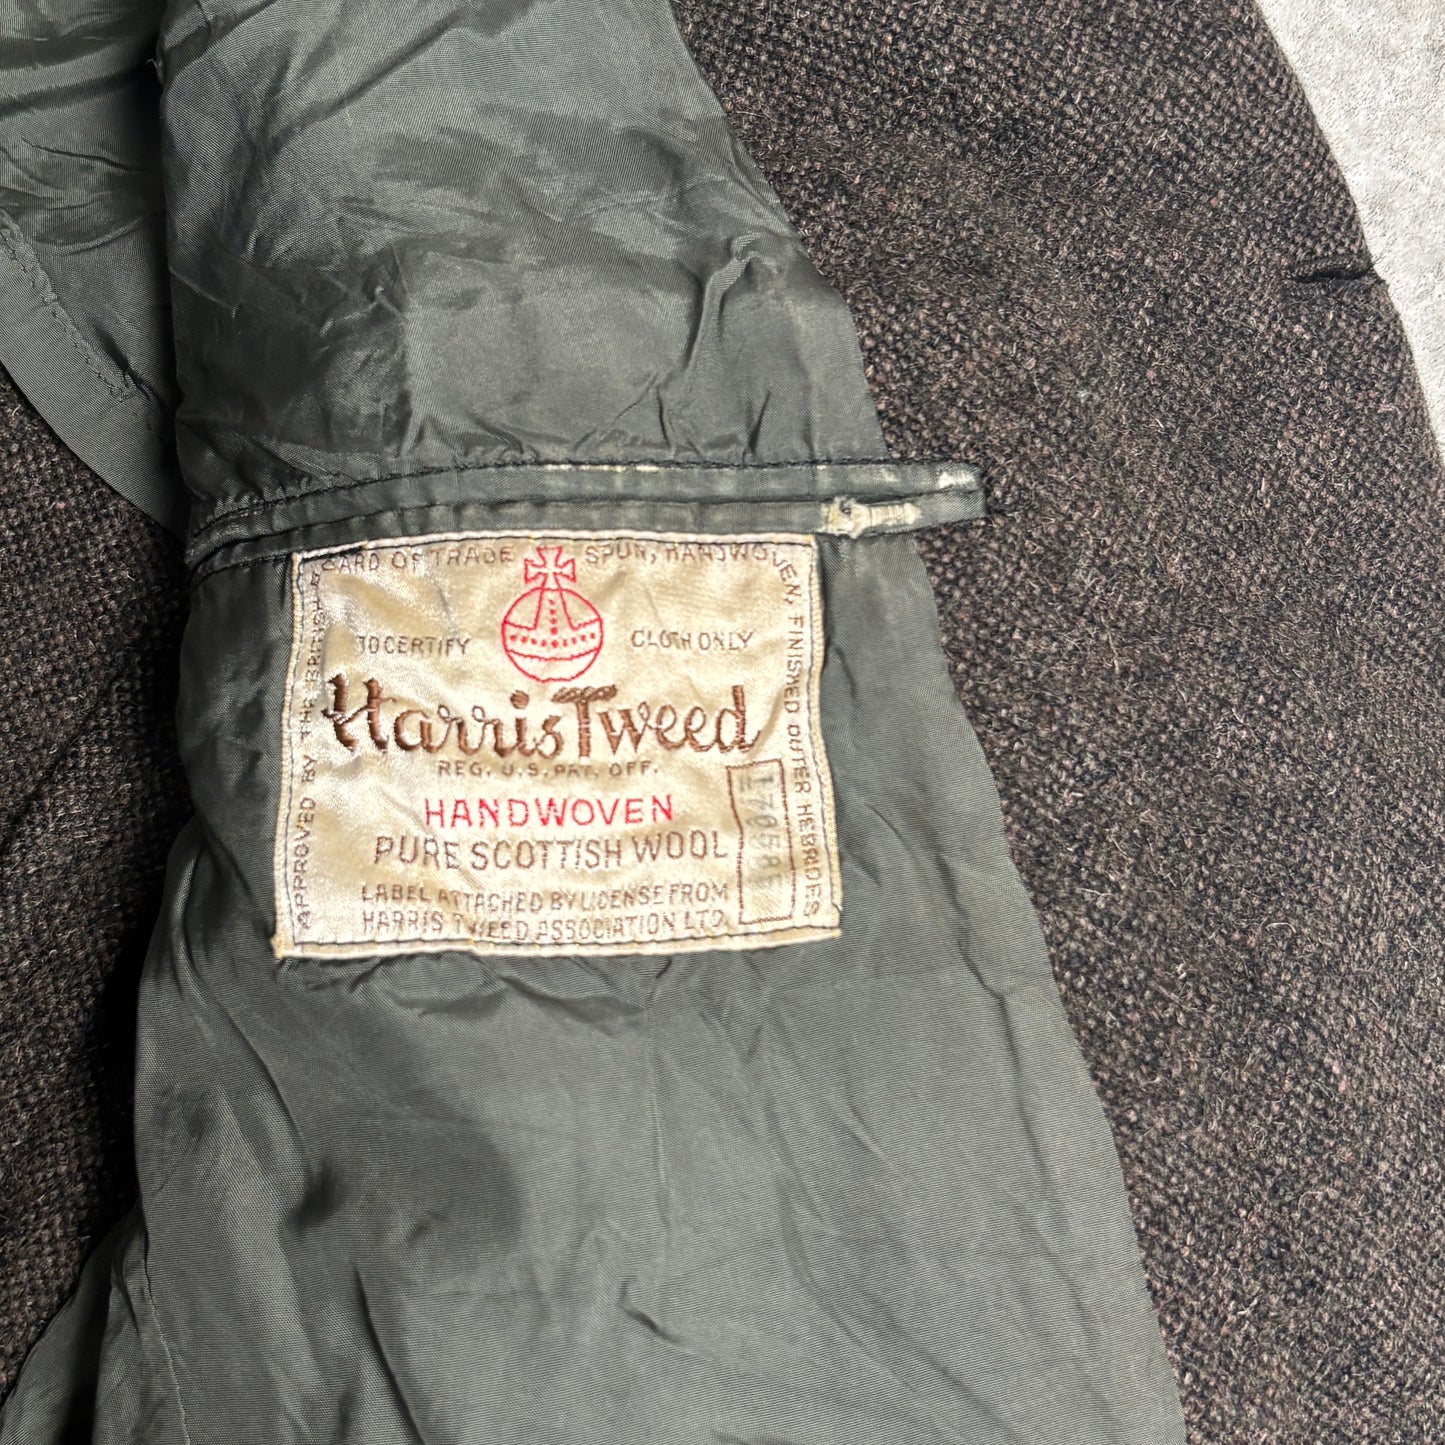 APPROVED BY THE BRITISH BOARD OF TRADE
TO CERTIFY
CLOTH ONLY
SPUN, HANDWOVEN, FINISHED OUTER HEBRIDES
Harris Tweed
REG. U.S. PAT. OFF.
HANDWOVEN
PURE SCOTTISH WOOL
LABEL ATTACHED BY LICENSE FROM
HARRIS TWEED ASSOCIATION LTD.